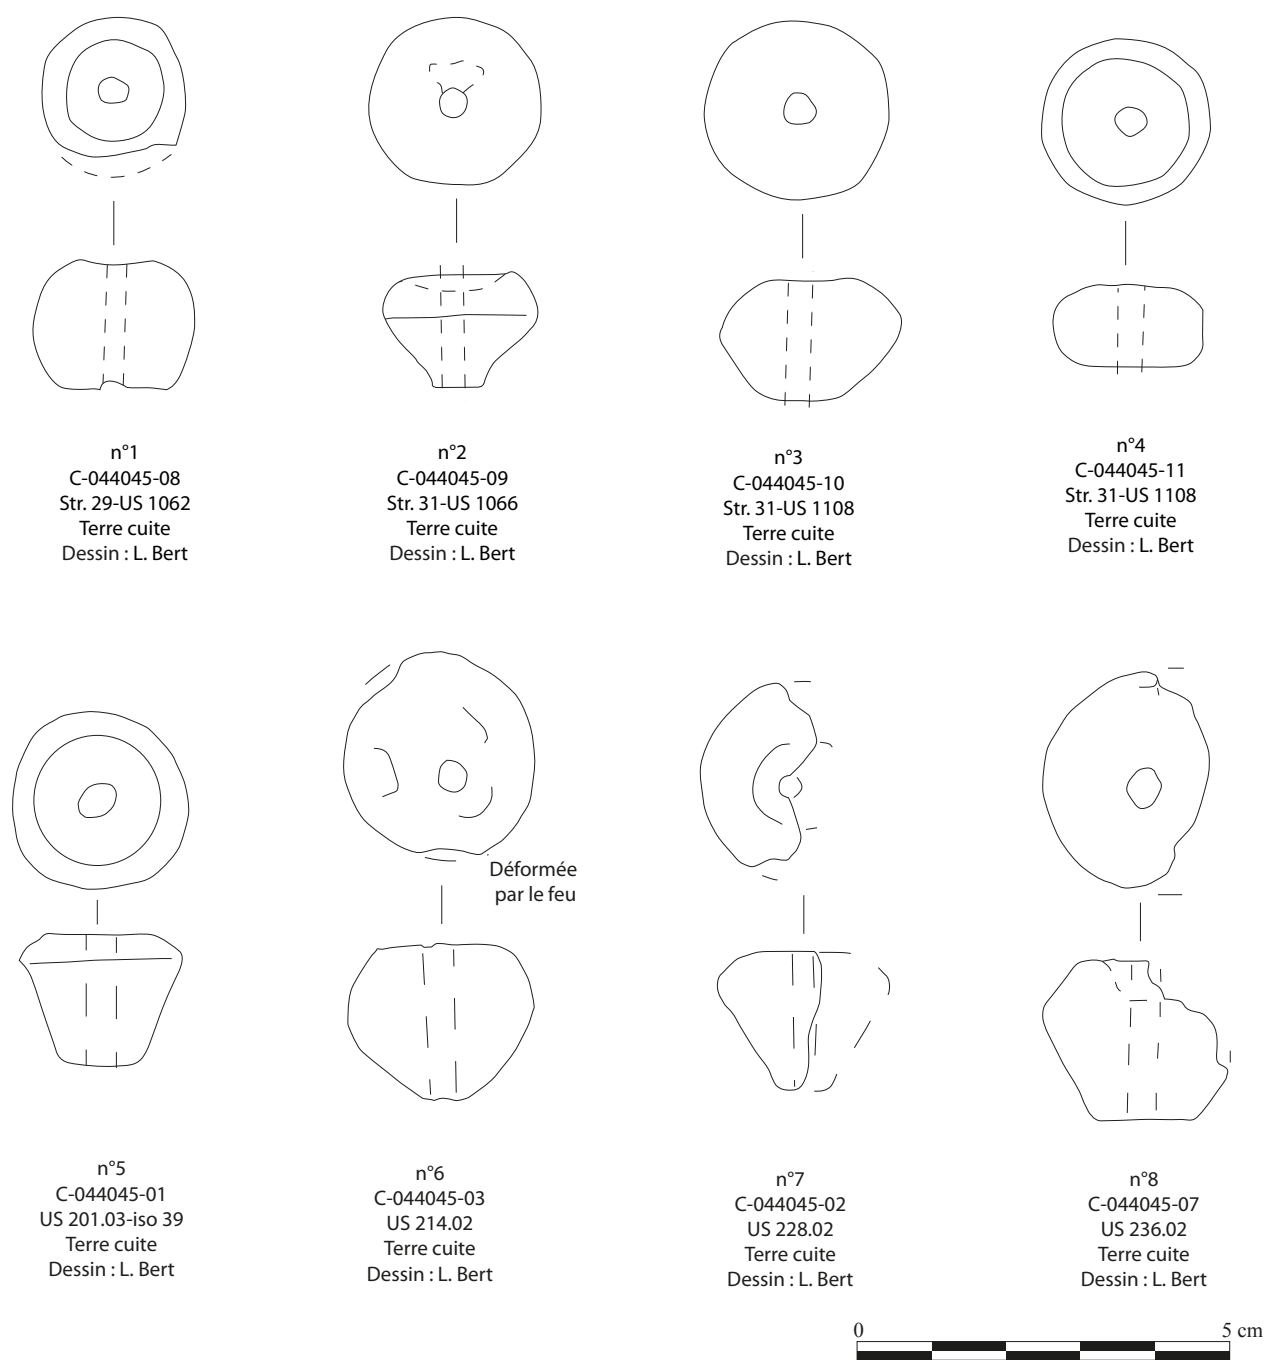 n°1
C-044045-08
Str. 29-US 1062
Terre cuite
Dessin : L. Bert
n°2
C-044045-09
Str. 31-US 1066
Terre cuite
Dessin : L. Bert
n°3
C-044045-10
Str. 31-US 1108
Terre cuite
Dessin : L. Bert
n°4
C-044045-11
Str. 31-US 1108
Terre cuite
Dessin : L. Bert
Déformée
par le feu
n°5
C-044045-01
US 201.03-iso 39
Terre cuite
Dessin : L. Bert
n°6
C-044045-03
US 214.02
Terre cuite
Dessin : L. Bert
n°7
C-044045-02
US 228.02
Terre cuite
Dessin : L. Bert
n°8
C-044045-07
US 236.02
Terre cuite
Dessin : L. Bert
0 5 cm